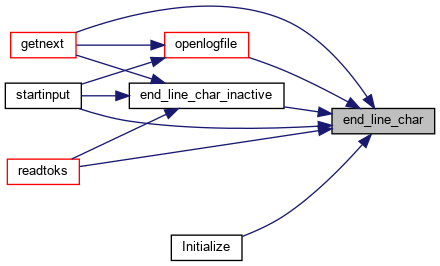 getnext
openlogfile
startinput
end_line_char_inactive
end_line_char
readtoks
Initialize